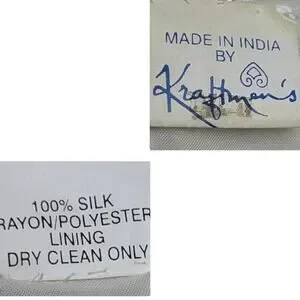 MADE IN INDIA
BY
Kraftmen's
100% SILK
RAYON/POLYESTER
LINING
DRY CLEAN ONLY